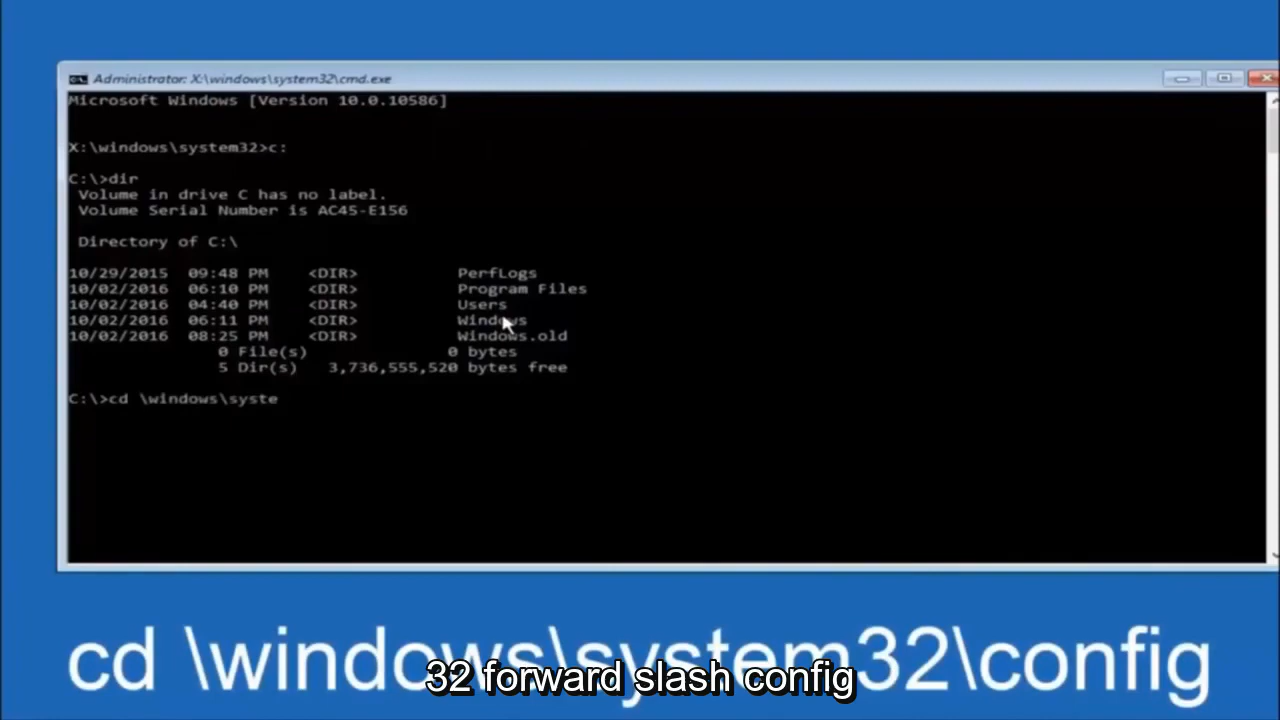 Administrator: X:\windows\system32\cmd.exe
Microsoft Windows [Version 10.0.10586]
X:\windows\system32>c:
C:\>dir
Volume in drive C has no label.
Volume Serial Number is AC45-E156
Directory of C:\
10/29/2015 09:48 PM <DIR> PerfLogs
10/02/2016 06:10 PM <DIR> Program Files
10/02/2016 04:40 PM <DIR> Users
10/02/2016 06:11 PM <DIR> Windows
10/02/2016 08:25 PM <DIR> Windows.old
0 File(s) 0 bytes
5 Dir(s) 3,736,555,520 bytes free
C:\>cd \windows\syste
cd \windows\system32\config
32 forward slash config